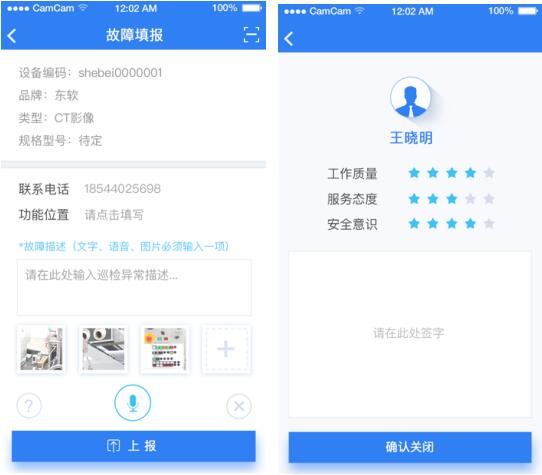 CamCam 12:02 AM 100%
故障填报
设备编码：shebei0000001
品牌：东软
类型：CT影像
规格型号：待定
联系电话 18544025698
功能位置 请点击填写
*故障描述（文字、语音、图片必须输入一项）
请在此处输入巡检异常描述...
?
上报
CamCam 12:02 AM 100%
王晓明
工作质量
服务态度
安全意识
请在此处签字
确认关闭